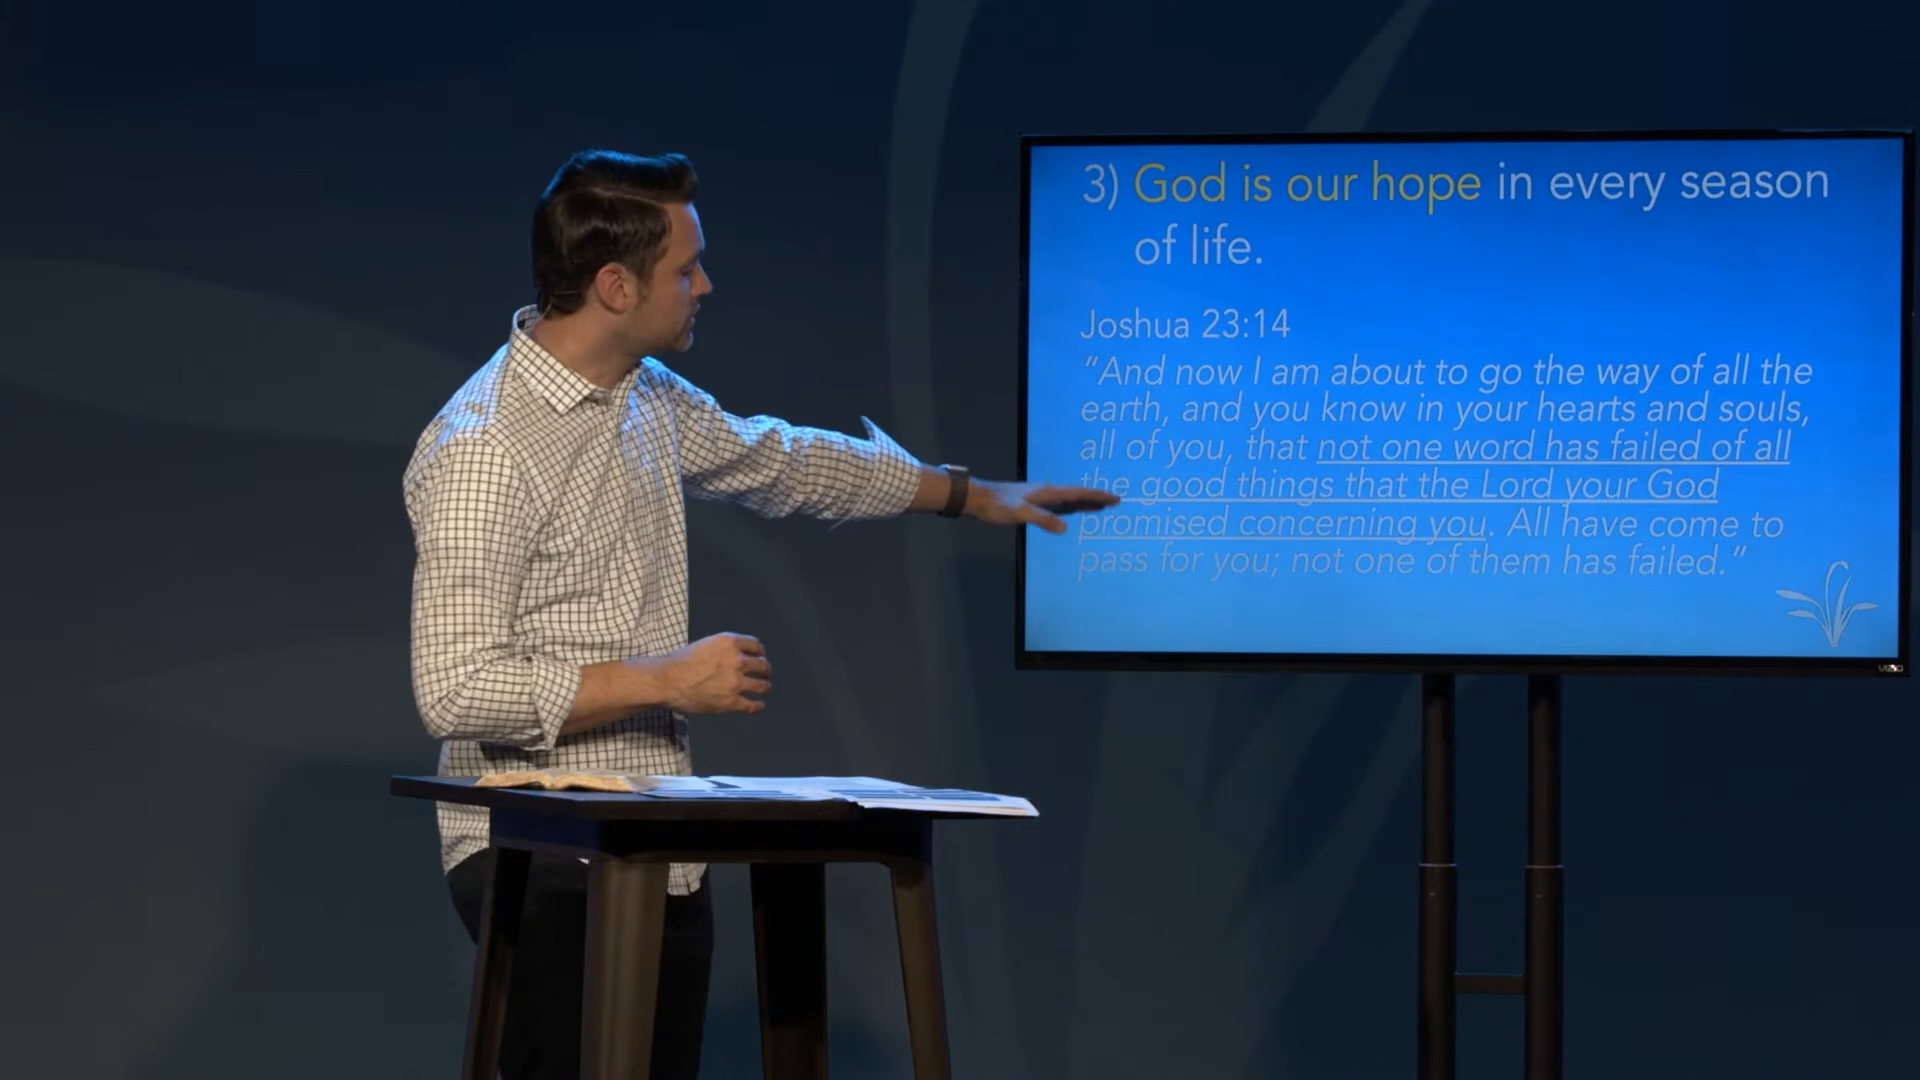 3) God is our hope in every season
of life.
Joshua 23:14
“And now I am about to go the way of all the
earth, and you know in your hearts and souls,
all of you, that not one word has failed of all
the good things that the Lord your God
promised concerning you. All have come to
pass for you; not one of them has failed.”
VIZIO